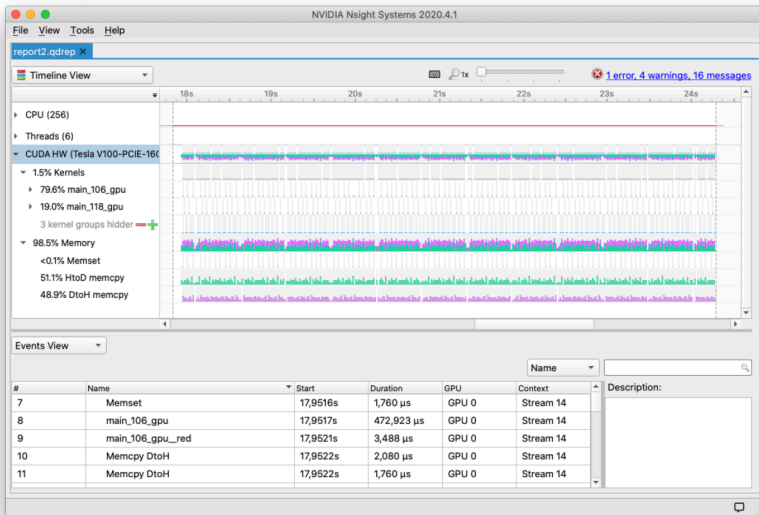 NVIDIA Nsight Systems 2020.4.1
File View Tools Help
report2.qdrep ×
Timeline View
1x
1 error, 4 warnings, 16 messages
18s 19s 20s 21s 22s 23s 24s
CPU (256)
Threads (6)
CUDA HW (Tesla V100-PCIE-16G
1.5% Kernels
79.6% main_106_gpu
19.0% main_118_gpu
3 kernel groups hidden
98.5% Memory
<0.1% Memset
51.1% HtoD memcpy
48.9% DtoH memcpy
Events View
Name
# Name Start Duration GPU Context
Description:
7 Memset 17,9516s 1,760 μs GPU 0 Stream 14
8 main_106_gpu 17,9517s 472,923 μs GPU 0 Stream 14
9 main_106_gpu__red 17,9521s 3,488 μs GPU 0 Stream 14
10 Memcpy DtoH 17,9522s 2,080 μs GPU 0 Stream 14
11 Memcpy DtoH 17,9522s 1,760 μs GPU 0 Stream 14